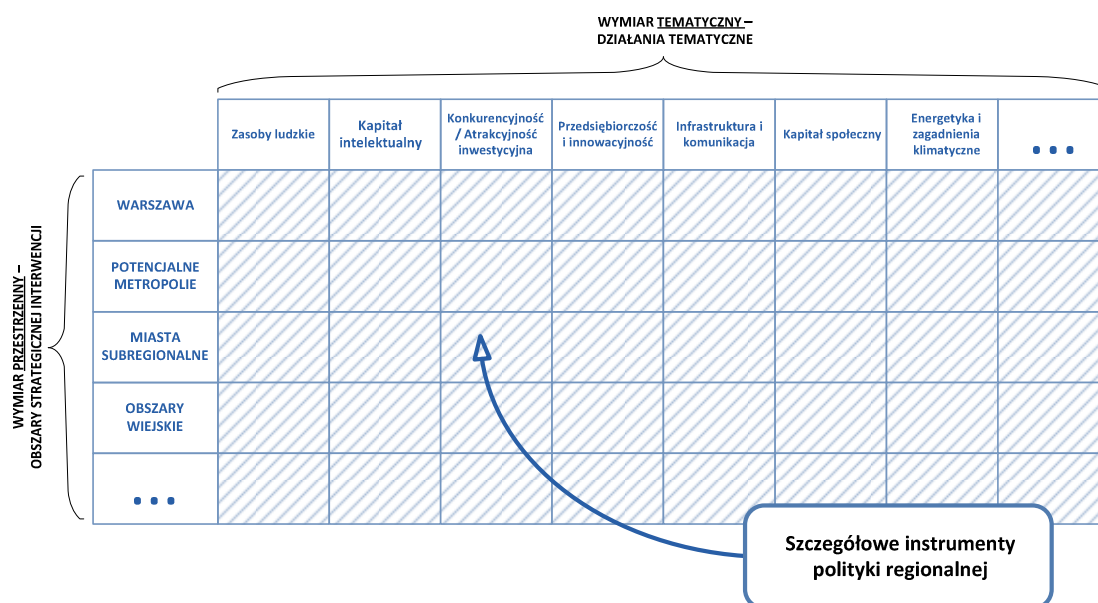 WYMIAR TEMATYCZNY –
DZIAŁANIA TEMATYCZNE
Zasoby ludzkie
Kapitał
intelektualny
Konkurencyjność
/ Atrakcyjność
inwestycyjna
Przedsiębiorczość
i innowacyjność
Infrastruktura i
komunikacja
Kapitał społeczny
Energetyka i
zagadnienia
klimatyczne
...
WYMIAR PRZESTRZENNY –
OBSZARY STRATEGICZNEJ INTERWENCJI
WARSZAWA
POTENCJALNE
METROPOLIE
MIASTA
SUBREGIONALNE
OBSZARY
WIEJSKIE
...
Szczegółowe instrumenty
polityki regionalnej